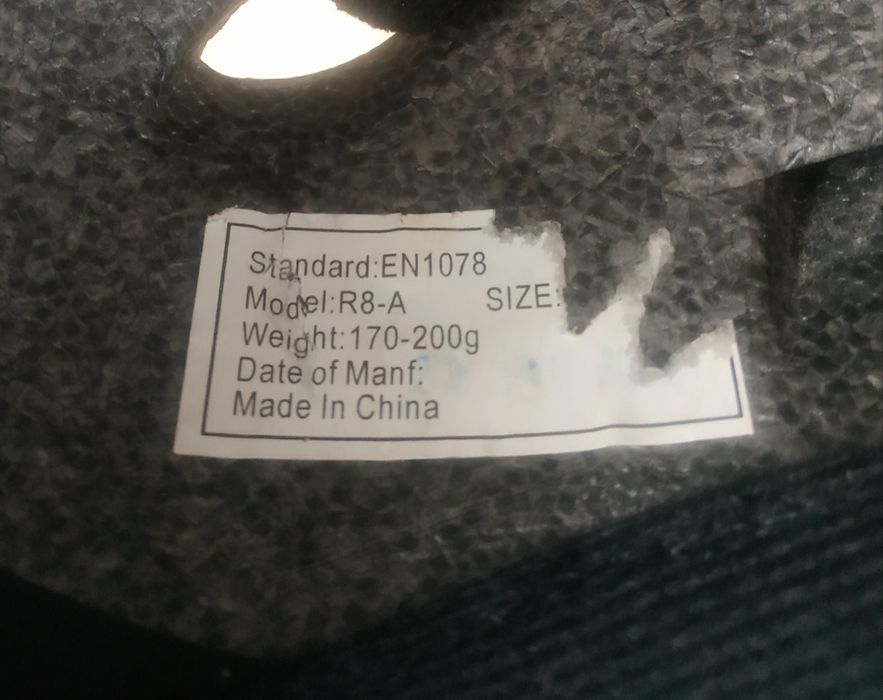 Standard:EN1078
Model:R8-A SIZE:
Weight:170-200g
Date of Manf:
Made In China